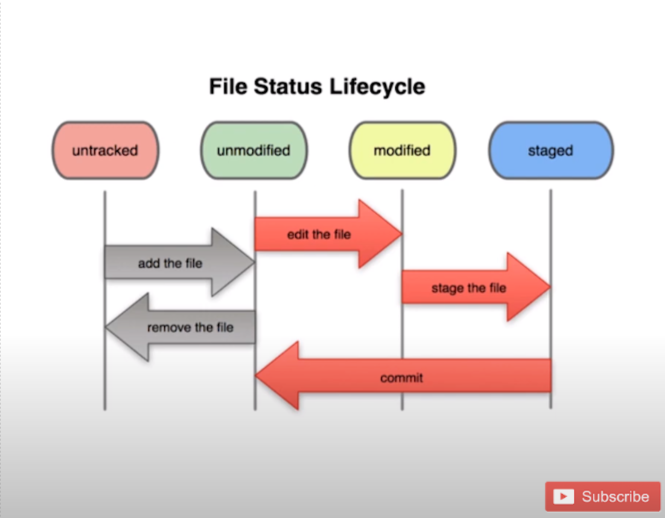 File Status Lifecycle
untracked
unmodified
modified
staged
edit the file
add the file
stage the file
remove the file
commit
Subscribe